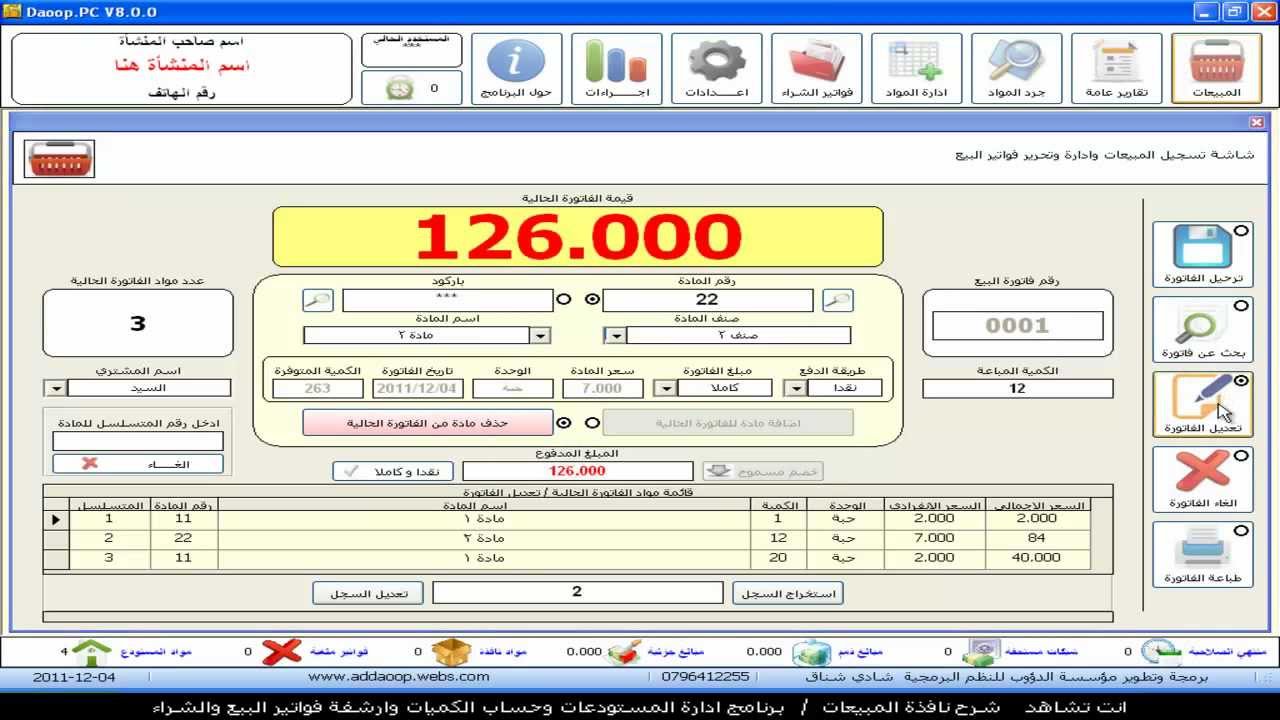 Daoop.PC V8.0.0
المبيعات
تقارير عامة
جرد المواد
ادارة المواد
فواتير الشراء
اعــــدادات
اجــــراءات
حول البرنامج
المستخدم الحالي
***
0
اسم صاحب المنشأة
اسم المنشأة هنا
رقم الهاتف
شاشة تسجيل المبيعات وادارة وتحرير فواتير البيع
قيمة الفاتورة الحالية
126.000
ترحيل الفاتورة
بحث عن فاتورة
تعديل الفاتورة
الغاء الفاتورة
طباعة الفاتورة
رقم فاتورة البيع
0001
الكمية المباعة
12
رقم المادة
22
باركود
***
صنف المادة
صنف ٢
اسم المادة
مادة ٢
طريقة الدفع
نقدا
مبلغ الفاتورة
كاملا
سعر المادة
7.000
الوحدة
حبة
تاريخ الفاتورة
2011/12/04
الكمية المتوفرة
263
اضافة مادة للفاتورة الحالية
حذف مادة من الفاتورة الحالية
عدد مواد الفاتورة الحالية
3
اسم المشتري
السيد
ادخل رقم المتسلسل للمادة
الغــــاء
المبلغ المدفوع
خصم مسموح
126.000
نقدا و كاملا
قائمة مواد الفاتورة الحالية / تعديل الفاتورة
المتسلسل رقم المادة اسم المادة الكمية الوحدة السعر الانفرادي السعر الاجمالي
1 11 مادة ١ 1 حبة 2.000 2.000
2 22 مادة ٢ 12 حبة 7.000 84
3 11 مادة ١ 20 حبة 2.000 40.000
استخراج السجل
2
تعديل السجل
منتهي الصلاحية 0
شيكات مستحقة 0
مبالغ ذمم 0.000
مبالغ جزئية 0.000
مواد نافذة 0
فواتير ملغية 0
مواد المستودع 4
برمجة وتطوير مؤسسة الدؤوب للنظم البرمجية شادي شناق
0796412255
www.addaoop.webs.com
2011-12-04
انت تشاهد شرح نافذة المبيعات / برنامج ادارة المستودعات وحساب الكميات وارشفة فواتير البيع والشراء